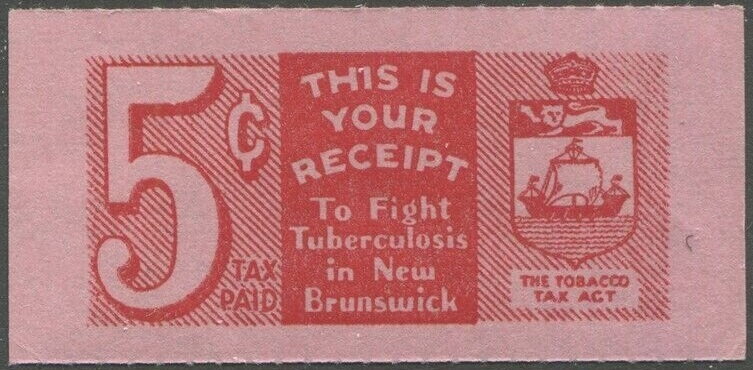 5¢
TAX
PAID
THIS IS
YOUR
RECEIPT
To Fight
Tuberculosis
in New
Brunswick
THE TOBACCO
TAX ACT